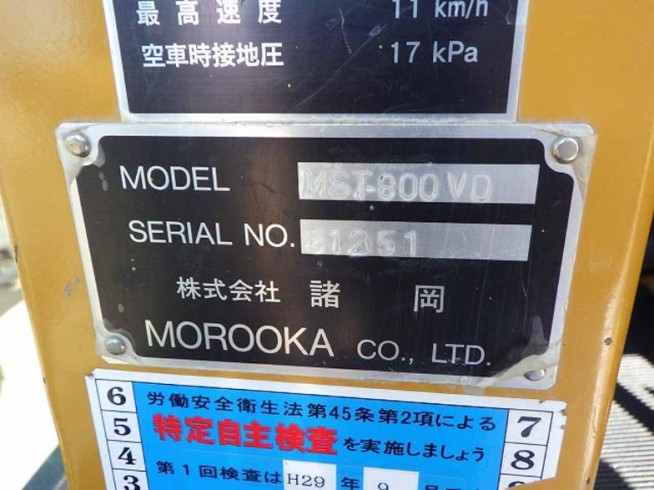 最高速度 11 km/h
空車時接地圧 17 kPa
MODEL MST-800VD
SERIAL NO.
株式会社 諸岡
MOROOKA CO., LTD.
労働安全衛生法第45条第2項による
特定自主検査を実施しましょう
第1回検査は H29 年 9
6
5
4
3
7
8